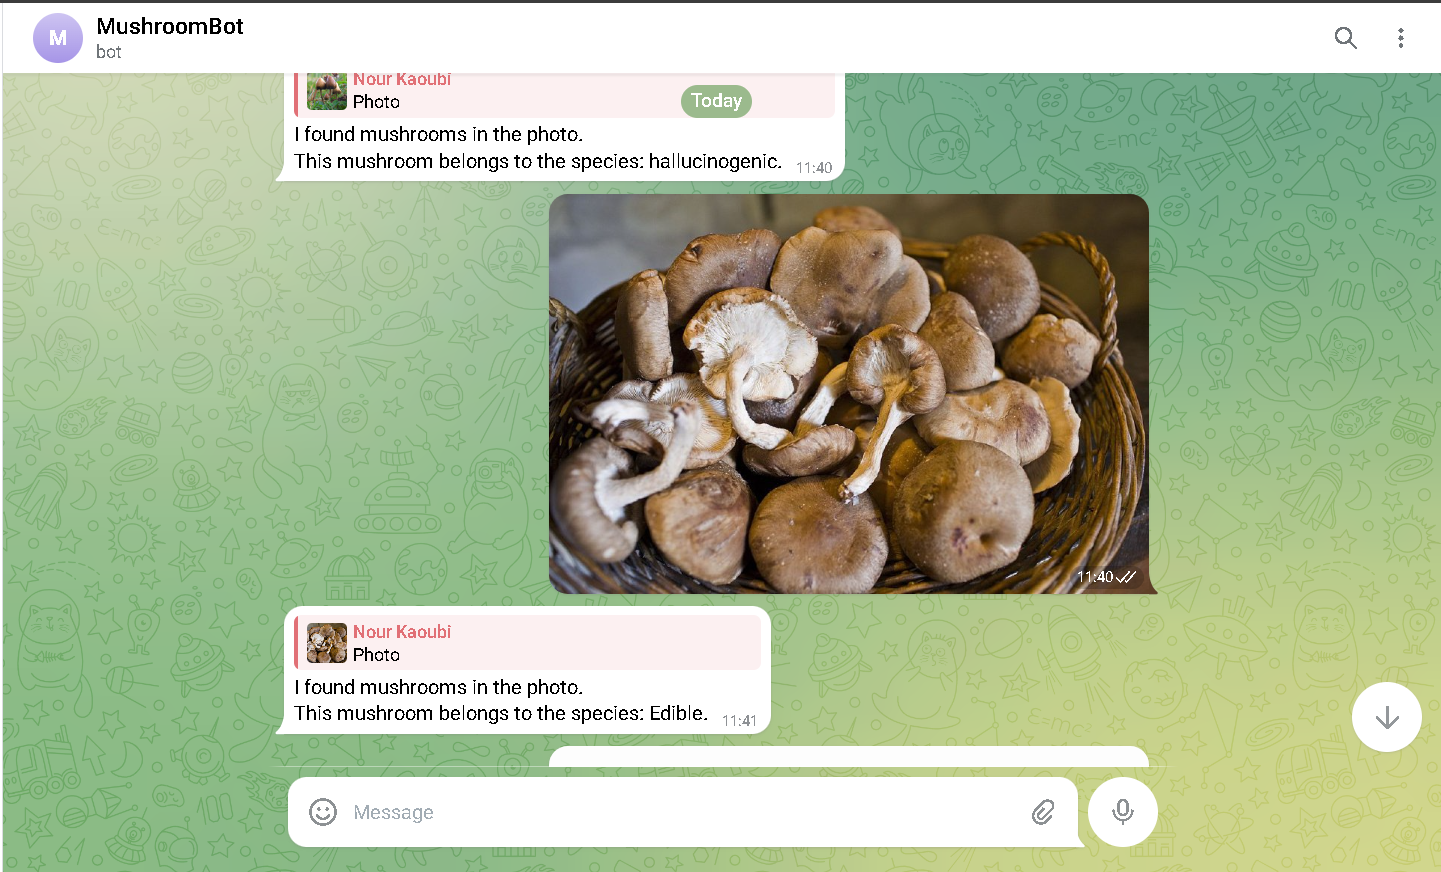 M
MushroomBot
bot
Nour Kaoubi
Photo
Today
I found mushrooms in the photo.
This mushroom belongs to the species: hallucinogenic.
11:40
11:40
Nour Kaoubi
Photo
I found mushrooms in the photo.
This mushroom belongs to the species: Edible.
11:41
Message